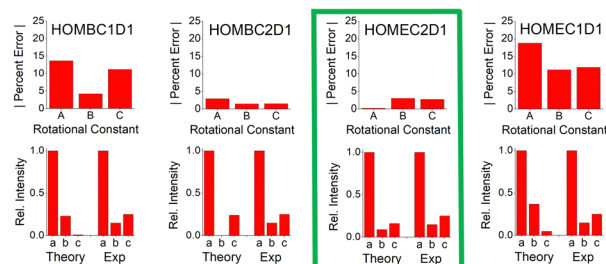 HOMBC1D1
| Percent Error |
25
20
15
10
5
0
A B C
Rotational Constant
Rel. Intensity
1.0
0.5
0.0
a b c a b c
Theory Exp
HOMBC2D1
| Percent Error |
25
20
15
10
5
0
A B C
Rotational Constant
Rel. Intensity
1.0
0.5
0.0
a b c a b c
Theory Exp
HOMEC2D1
| Percent Error |
25
20
15
10
5
0
A B C
Rotational Constant
Rel. Intensity
1.0
0.5
0.0
a b c a b c
Theory Exp
HOMEC1D1
| Percent Error |
25
20
15
10
5
0
A B C
Rotational Constant
Rel. Intensity
1.0
0.5
0.0
a b c a b c
Theory Exp